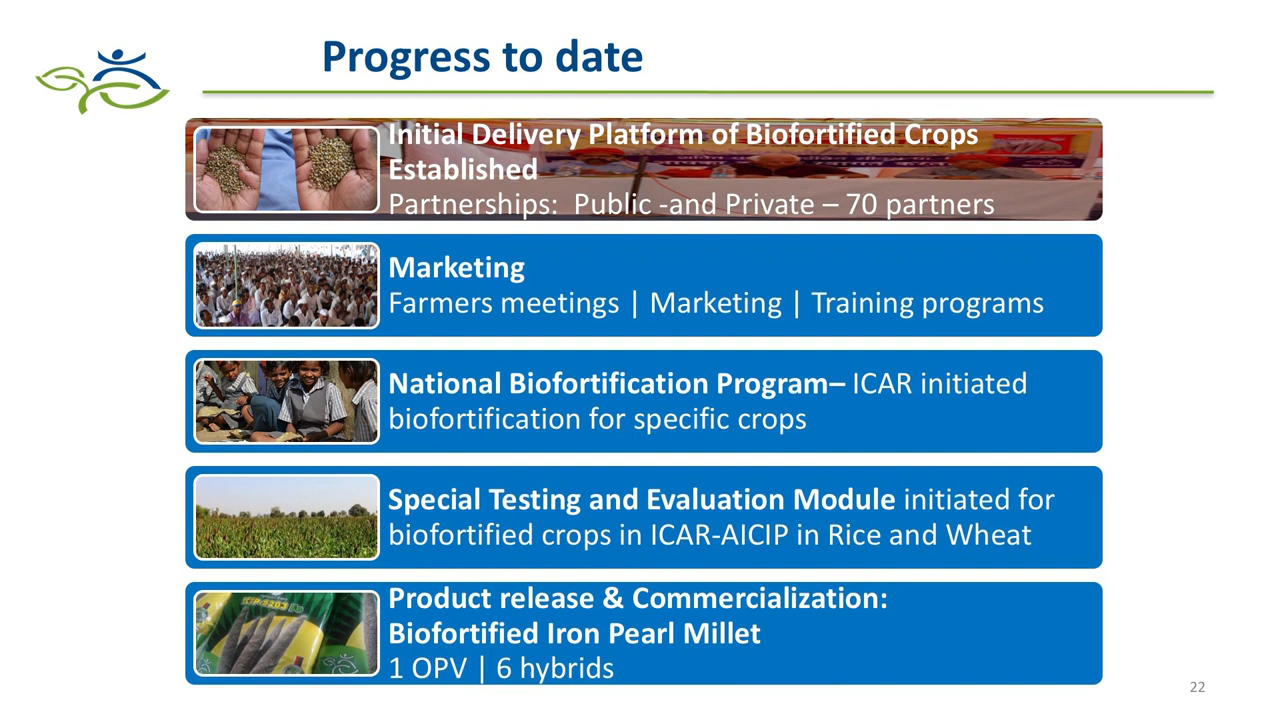 Progress to date
Initial Delivery Platform of Biofortified Crops
Established
Partnerships:  Public -and Private – 70 partners
Marketing
Farmers meetings | Marketing | Training programs
National Biofortification Program– ICAR initiated
biofortification for specific crops
Special Testing and Evaluation Module initiated for
biofortified crops in ICAR-AICIP in Rice and Wheat
Product release & Commercialization:
Biofortified Iron Pearl Millet
1 OPV | 6 hybrids
22